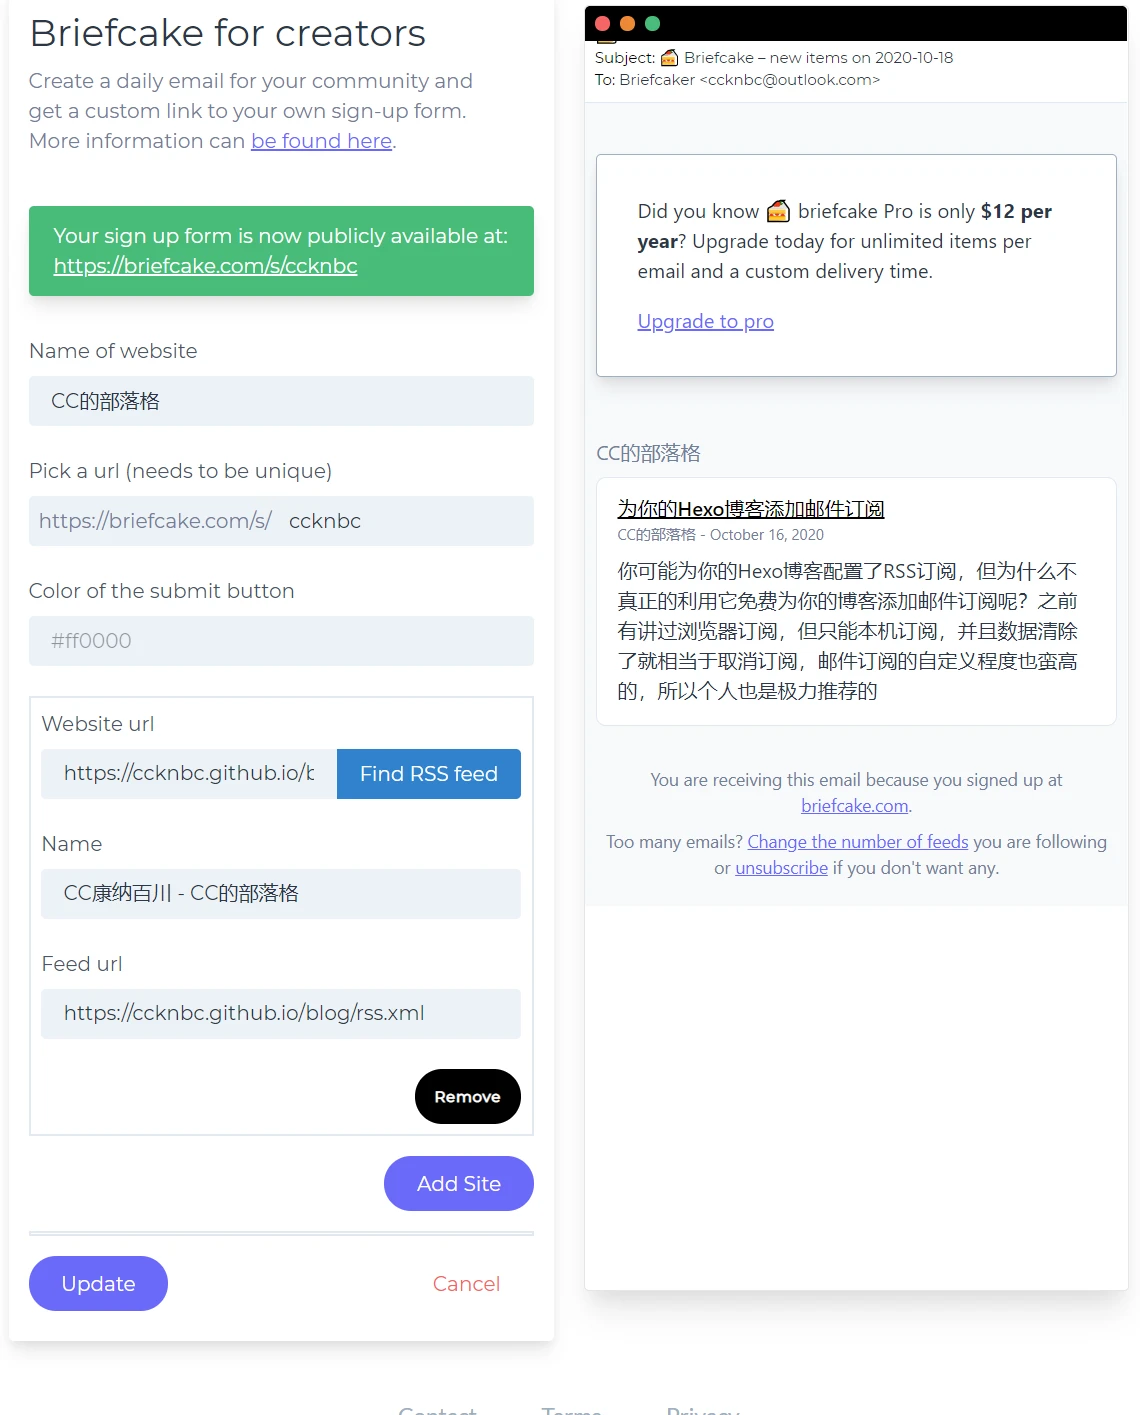 Briefcake for creators
Create a daily email for your community and
get a custom link to your own sign-up form.
More information can be found here.
Your sign up form is now publicly available at:
https://briefcake.com/s/ccknbc
Name of website
CC的部落格
Pick a url (needs to be unique)
https://briefcake.com/s/ ccknbc
Color of the submit button
#ff0000
Website url
https://ccknbc.github.io/b
Find RSS feed
Name
CC康纳百川 - CC的部落格
Feed url
https://ccknbc.github.io/blog/rss.xml
Remove
Add Site
Update
Cancel
Subject: 🍰 Briefcake – new items on 2020-10-18
To: Briefcaker <ccknbc@outlook.com>
Did you know 🍰 briefcake Pro is only $12 per
year? Upgrade today for unlimited items per
email and a custom delivery time.
Upgrade to pro
CC的部落格
为你的Hexo博客添加邮件订阅
CC的部落格 - October 16, 2020
你可能为你的Hexo博客配置了RSS订阅，但为什么不
真正的利用它免费为你的博客添加邮件订阅呢？之前
有讲过浏览器订阅，但只能本机订阅，并且数据清除
了就相当于取消订阅，邮件订阅的自定义程度也蛮高
的，所以个人也是极力推荐的
You are receiving this email because you signed up at
briefcake.com.
Too many emails? Change the number of feeds you are following
or unsubscribe if you don't want any.
Contact
Terms
Privacy